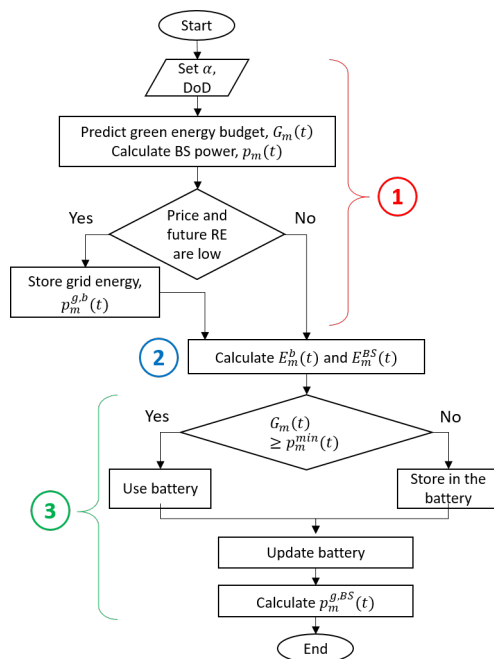 Start
Set α,
DoD
Predict green energy budget, G_m(t)
Calculate BS power, p_m(t)
Price and
future RE
are low
Yes
No
1
Store grid energy,
p_m^{g,b}(t)
2
Calculate E_m^b(t) and E_m^{BS}(t)
G_m(t)
≥ p_m^{min}(t)
Yes
No
3
Use battery
Store in the
battery
Update battery
Calculate p_m^{g,BS}(t)
End